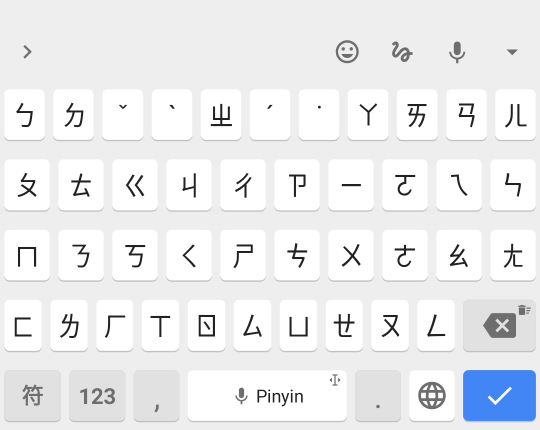 ㄅ ㄉ ˇ ˋ ㄓ ˊ ˙ ㄚ ㄞ ㄢ ㄦ
ㄆ ㄊ ㄍ ㄐ ㄔ ㄗ ㄧ ㄛ ㄟ ㄣ
ㄇ ㄋ ㄎ ㄑ ㄕ ㄘ ㄨ ㄜ ㄠ ㄤ
ㄈ ㄌ ㄏ ㄒ ㄖ ㄙ ㄩ ㄝ ㄡ ㄥ
符 123 , Pinyin .